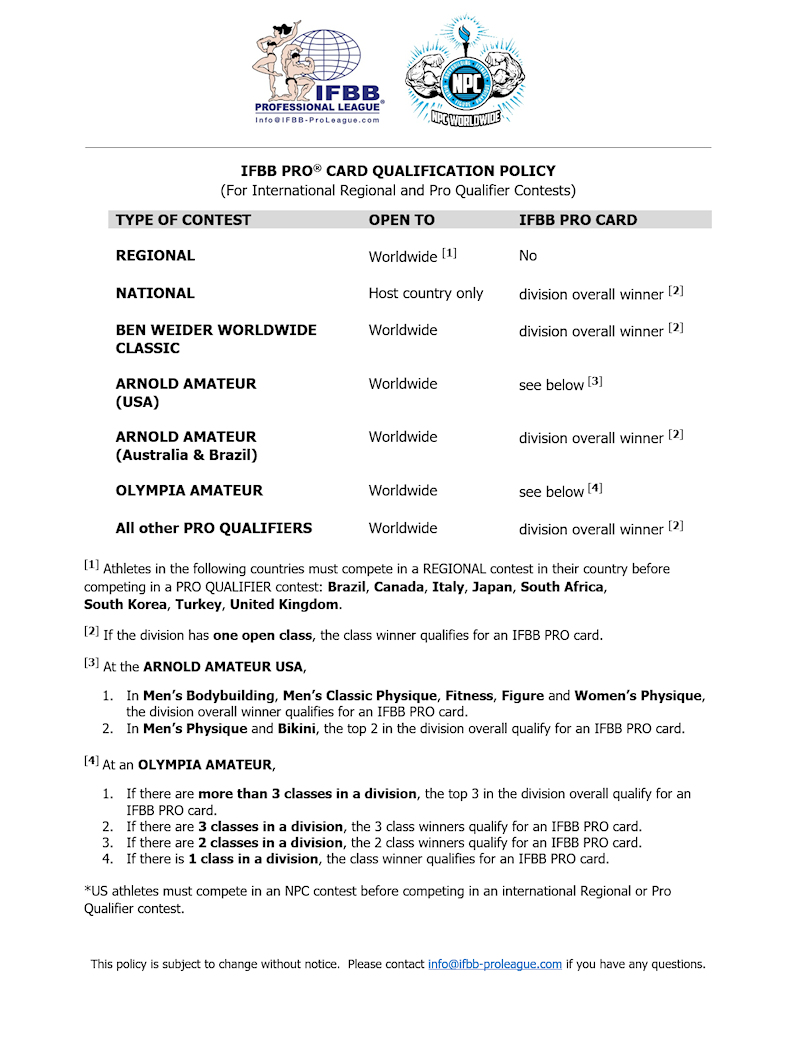 IFBB
PROFESSIONAL LEAGUE®
Info@IFBB-ProLeague.com
NPC
NPC WORLDWIDE
IFBB PRO® CARD QUALIFICATION POLICY
(For International Regional and Pro Qualifier Contests)
TYPE OF CONTEST OPEN TO IFBB PRO CARD
REGIONAL Worldwide [1] No
NATIONAL Host country only division overall winner [2]
BEN WEIDER WORLDWIDE Worldwide division overall winner [2]
CLASSIC
ARNOLD AMATEUR Worldwide see below [3]
(USA)
ARNOLD AMATEUR Worldwide division overall winner [2]
(Australia & Brazil)
OLYMPIA AMATEUR Worldwide see below [4]
All other PRO QUALIFIERS Worldwide division overall winner [2]
[1] Athletes in the following countries must compete in a REGIONAL contest in their country before
competing in a PRO QUALIFIER contest: Brazil, Canada, Italy, Japan, South Africa,
South Korea, Turkey, United Kingdom.
[2] If the division has one open class, the class winner qualifies for an IFBB PRO card.
[3] At the ARNOLD AMATEUR USA,
1. In Men's Bodybuilding, Men's Classic Physique, Fitness, Figure and Women's Physique,
the division overall winner qualifies for an IFBB PRO card.
2. In Men's Physique and Bikini, the top 2 in the division overall qualify for an IFBB PRO card.
[4] At an OLYMPIA AMATEUR,
1. If there are more than 3 classes in a division, the top 3 in the division overall qualify for an
IFBB PRO card.
2. If there are 3 classes in a division, the 3 class winners qualify for an IFBB PRO card.
3. If there are 2 classes in a division, the 2 class winners qualify for an IFBB PRO card.
4. If there is 1 class in a division, the class winner qualifies for an IFBB PRO card.
*US athletes must compete in an NPC contest before competing in an international Regional or Pro
Qualifier contest.
This policy is subject to change without notice. Please contact info@ifbb-proleague.com if you have any questions.